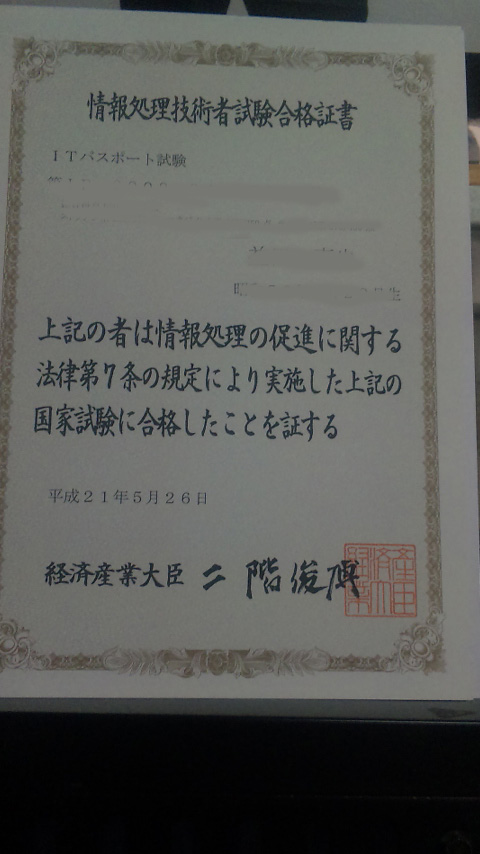 情報処理技術者試験合格証書
ITパスポート試験
上記の者は情報処理の促進に関する
法律第7条の規定により実施した上記の
国家試験に合格したことを証する
平成21年5月26日
経済産業大臣 二階俊博